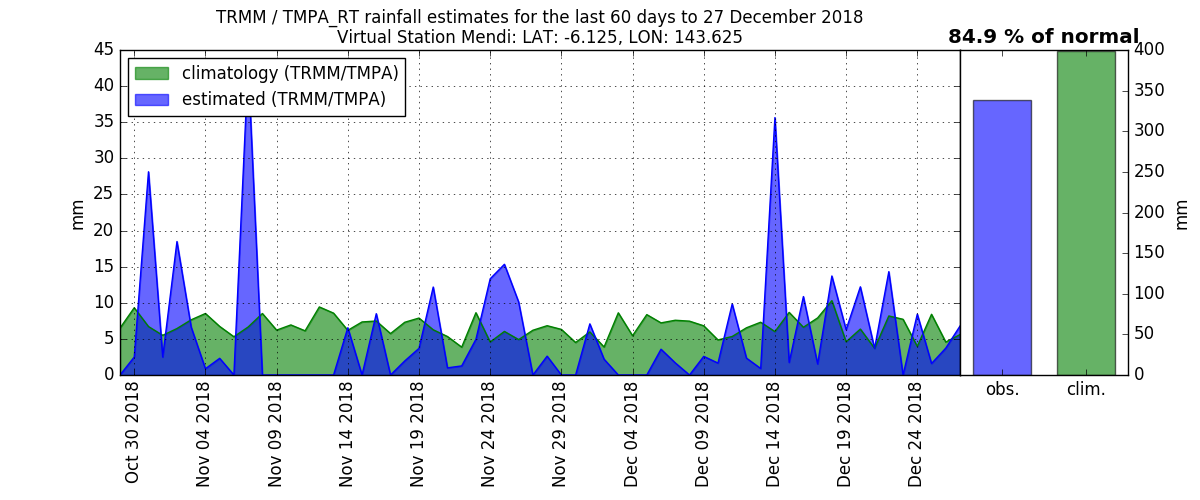 TRMM / TMPA_RT rainfall estimates for the last 60 days to 27 December 2018
Virtual Station Mendi: LAT: -6.125, LON: 143.625
84.9 % of normal
climatology (TRMM/TMPA)
estimated (TRMM/TMPA)
mm
45
40
35
30
25
20
15
10
5
0
Oct 30 2018
Nov 04 2018
Nov 09 2018
Nov 14 2018
Nov 19 2018
Nov 24 2018
Nov 29 2018
Dec 04 2018
Dec 09 2018
Dec 14 2018
Dec 19 2018
Dec 24 2018
obs.
clim.
400
350
300
250
200
150
100
50
0
mm